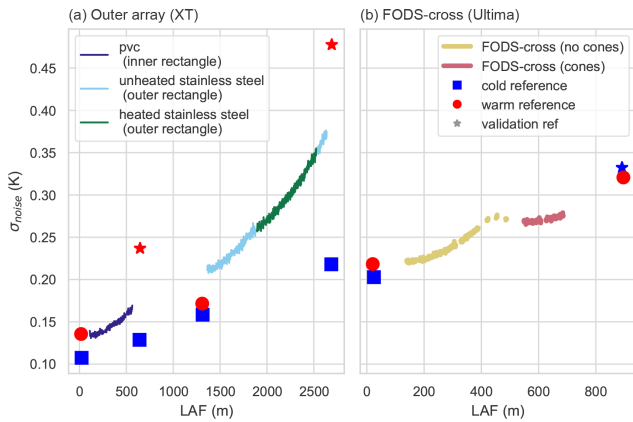 (a) Outer array (XT)
(b) FODS-cross (Ultima)
pvc
(inner rectangle)
unheated stainless steel
(outer rectangle)
heated stainless steel
(outer rectangle)
FODS-cross (no cones)
FODS-cross (cones)
cold reference
warm reference
validation ref
σnoise (K)
0.45
0.40
0.35
0.30
0.25
0.20
0.15
0.10
0 500 1000 1500 2000 2500
0 200 400 600 800
LAF (m)
LAF (m)